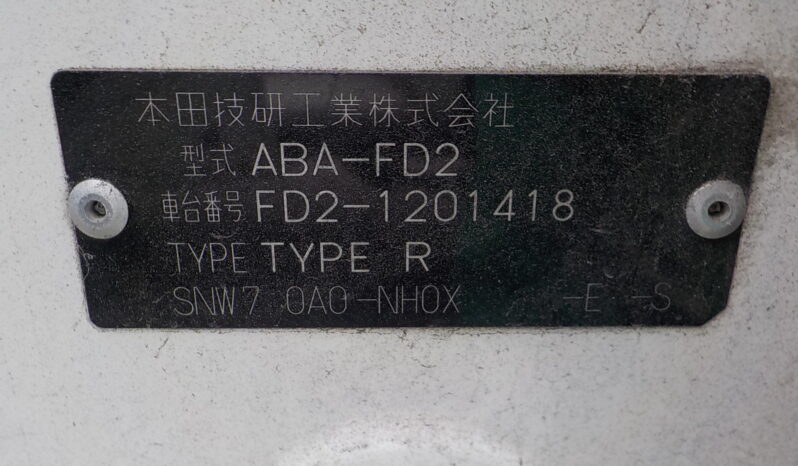 本田技研工業株式会社
型式 ABA-FD2
車台番号 FD2-1201418
TYPE TYPE R
SNW7 0A0-NH0X -E -S